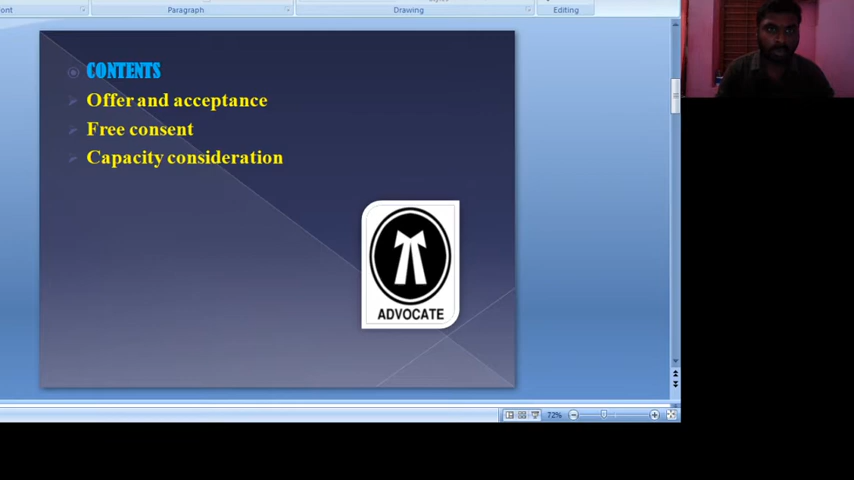 Paragraph
Drawing
Editing
CONTENTS
Offer and acceptance
Free consent
Capacity consideration
ADVOCATE
72%